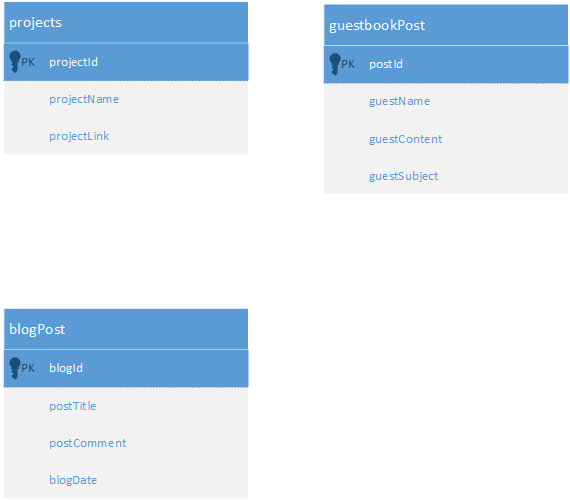 projects
PK projectId
projectName
projectLink
guestbookPost
PK postId
guestName
guestContent
guestSubject
blogPost
PK blogId
postTitle
postComment
blogDate